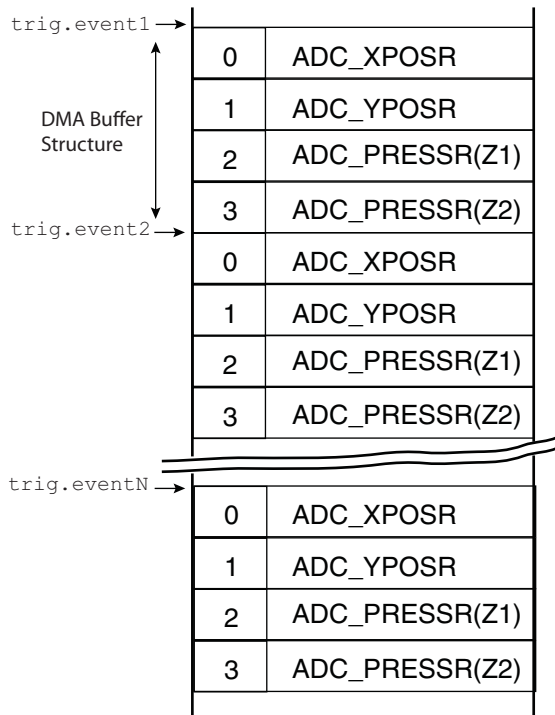 trig.event1
0 ADC_XPOSR
1 ADC_YPOSR
DMA Buffer
Structure
2 ADC_PRESSR(Z1)
3 ADC_PRESSR(Z2)
trig.event2
0 ADC_XPOSR
1 ADC_YPOSR
2 ADC_PRESSR(Z1)
3 ADC_PRESSR(Z2)
trig.eventN
0 ADC_XPOSR
1 ADC_YPOSR
2 ADC_PRESSR(Z1)
3 ADC_PRESSR(Z2)